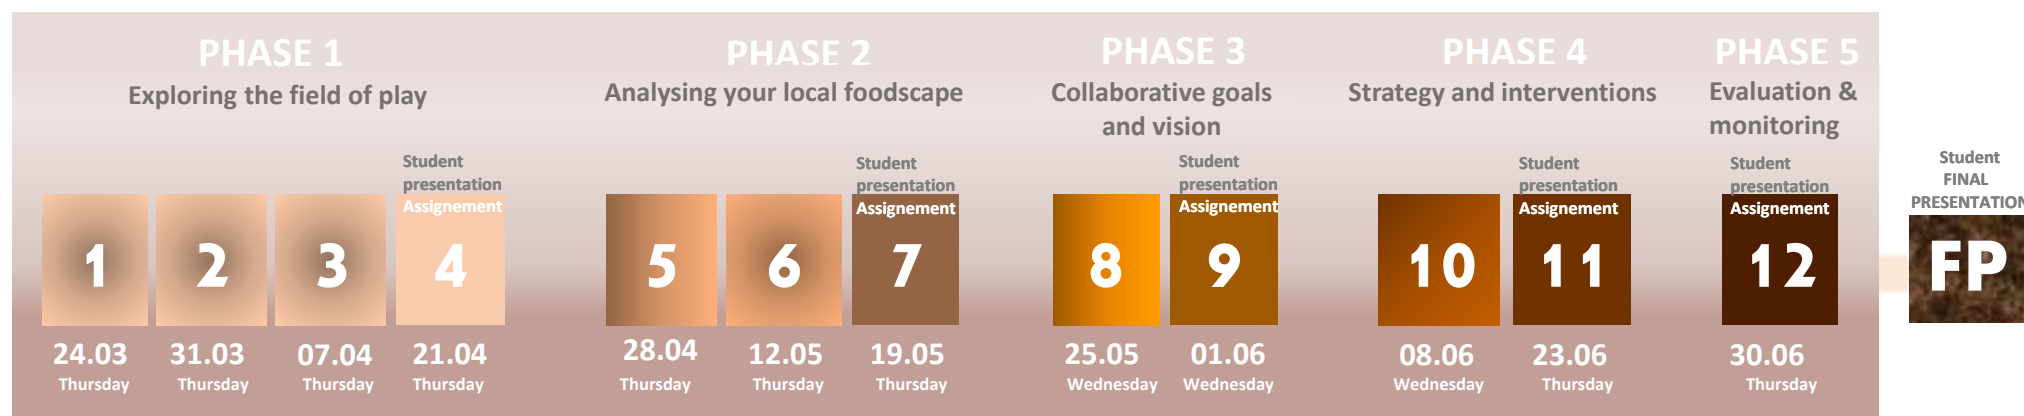 PHASE 1
Exploring the field of play
Student
presentation
Assignement
1
2
3
4
24.03
31.03
07.04
21.04
Thursday
Thursday
Thursday
Thursday
PHASE 2
Analysing your local foodscape
Student
presentation
Assignement
5
6
7
28.04
12.05
19.05
Thursday
Thursday
Thursday
PHASE 3
Collaborative goals
and vision
Student
presentation
Assignement
8
9
25.05
01.06
Wednesday
Wednesday
PHASE 4
Strategy and interventions
Student
presentation
Assignement
10
11
08.06
23.06
Wednesday
Thursday
PHASE 5
Evaluation &
monitoring
Student
presentation
Assignement
12
30.06
Thursday
Student
FINAL
PRESENTATION
FP